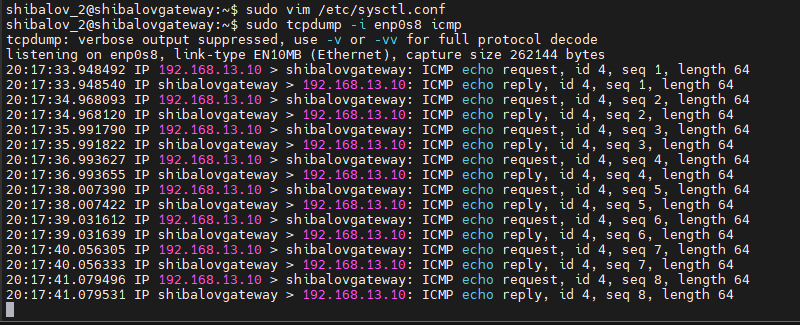 shibalov_2@shibalovgateway:~$ sudo vim /etc/sysctl.conf
shibalov_2@shibalovgateway:~$ sudo tcpdump -i enp0s8 icmp
tcpdump: verbose output suppressed, use -v or -vv for full protocol decode
listening on enp0s8, link-type EN10MB (Ethernet), capture size 262144 bytes
20:17:33.948492 IP 192.168.13.10 > shibalovgateway: ICMP echo request, id 4, seq 1, length 64
20:17:33.948540 IP shibalovgateway > 192.168.13.10: ICMP echo reply, id 4, seq 1, length 64
20:17:34.968093 IP 192.168.13.10 > shibalovgateway: ICMP echo request, id 4, seq 2, length 64
20:17:34.968120 IP shibalovgateway > 192.168.13.10: ICMP echo reply, id 4, seq 2, length 64
20:17:35.991790 IP 192.168.13.10 > shibalovgateway: ICMP echo request, id 4, seq 3, length 64
20:17:35.991822 IP shibalovgateway > 192.168.13.10: ICMP echo reply, id 4, seq 3, length 64
20:17:36.993627 IP 192.168.13.10 > shibalovgateway: ICMP echo request, id 4, seq 4, length 64
20:17:36.993655 IP shibalovgateway > 192.168.13.10: ICMP echo reply, id 4, seq 4, length 64
20:17:38.007390 IP 192.168.13.10 > shibalovgateway: ICMP echo request, id 4, seq 5, length 64
20:17:38.007422 IP shibalovgateway > 192.168.13.10: ICMP echo reply, id 4, seq 5, length 64
20:17:39.031612 IP 192.168.13.10 > shibalovgateway: ICMP echo request, id 4, seq 6, length 64
20:17:39.031639 IP shibalovgateway > 192.168.13.10: ICMP echo reply, id 4, seq 6, length 64
20:17:40.056305 IP 192.168.13.10 > shibalovgateway: ICMP echo request, id 4, seq 7, length 64
20:17:40.056333 IP shibalovgateway > 192.168.13.10: ICMP echo reply, id 4, seq 7, length 64
20:17:41.079496 IP 192.168.13.10 > shibalovgateway: ICMP echo request, id 4, seq 8, length 64
20:17:41.079531 IP shibalovgateway > 192.168.13.10: ICMP echo reply, id 4, seq 8, length 64